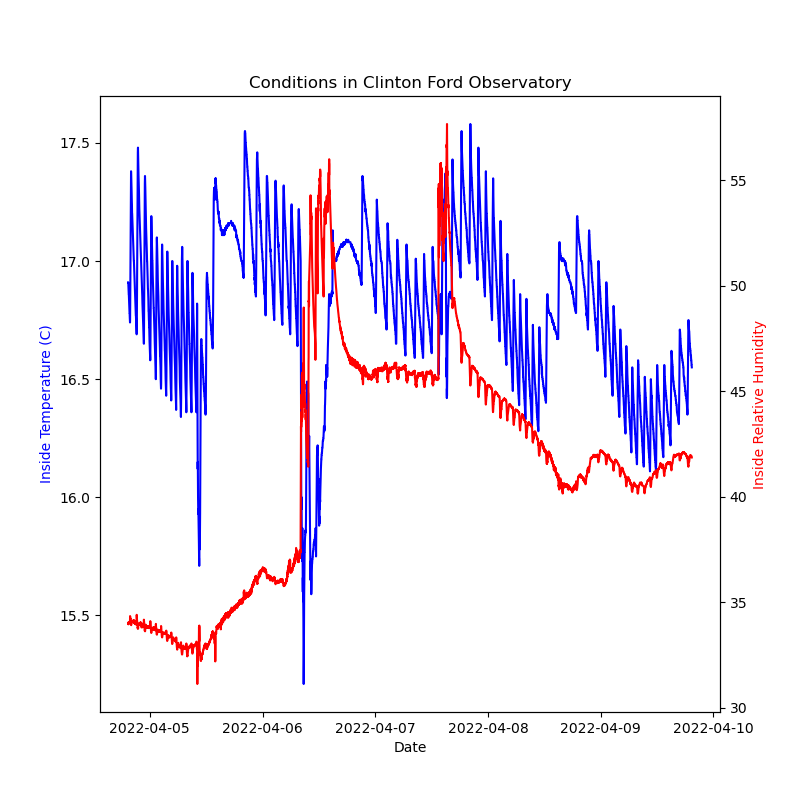 Conditions in Clinton Ford Observatory
17.5
17.0
16.5
16.0
15.5
Inside Temperature (C)
55
50
45
40
35
30
Inside Relative Humidity
2022-04-05 2022-04-06 2022-04-07 2022-04-08 2022-04-09 2022-04-10
Date